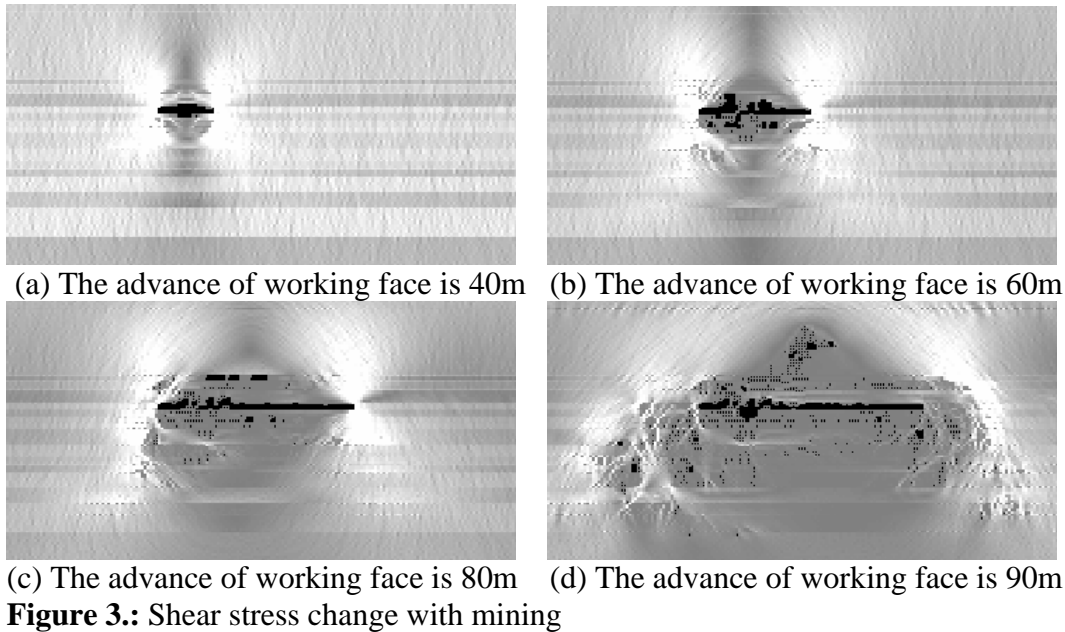 (a) The advance of working face is 40m
(b) The advance of working face is 60m
(c) The advance of working face is 80m
(d) The advance of working face is 90m
Figure 3.: Shear stress change with mining